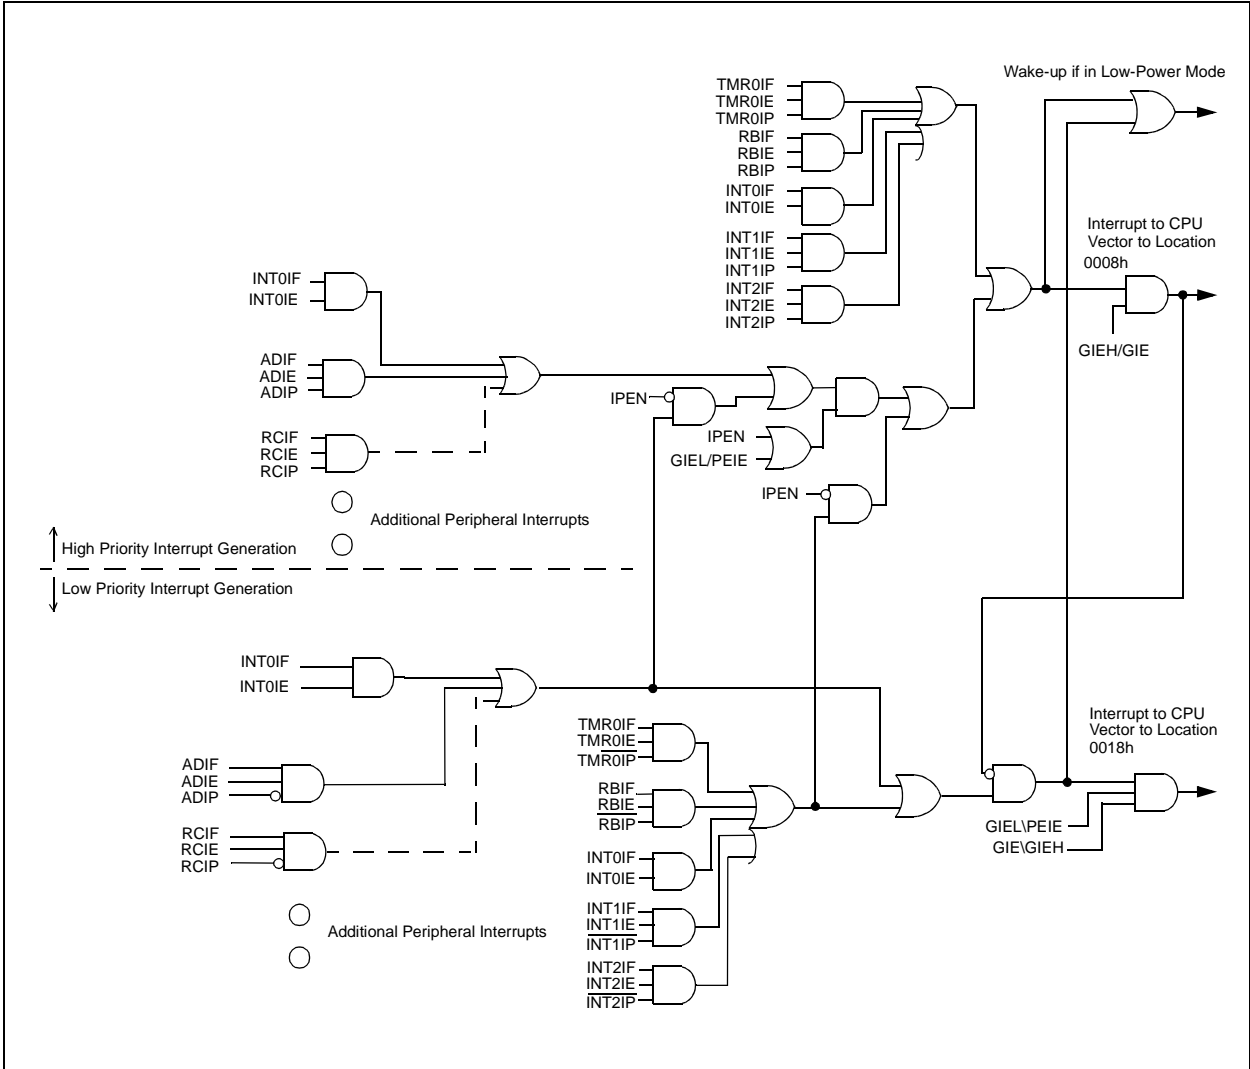 Wake-up if in Low-Power Mode
TMR0IF
TMR0IE
TMR0IP
RBIF
RBIE
RBIP
INT0IF
INT0IE
INT1IF
INT1IE
INT1IP
INT2IF
INT2IE
INT2IP
Interrupt to CPU
Vector to Location
0008h
GIEH/GIE
INT0IF
INT0IE
ADIF
ADIE
ADIP
RCIF
RCIE
RCIP
IPEN
IPEN
GIEL/PEIE
IPEN
Additional Peripheral Interrupts
High Priority Interrupt Generation
Low Priority Interrupt Generation
INT0IF
INT0IE
ADIF
ADIE
ADIP
RCIF
RCIE
RCIP
Additional Peripheral Interrupts
TMR0IF
TMR0IE
TMR0IP
RBIF
RBIE
RBIP
INT0IF
INT0IE
INT1IF
INT1IE
INT1IP
INT2IF
INT2IE
INT2IP
Interrupt to CPU
Vector to Location
0018h
GIEL\PEIE
GIE\GIEH